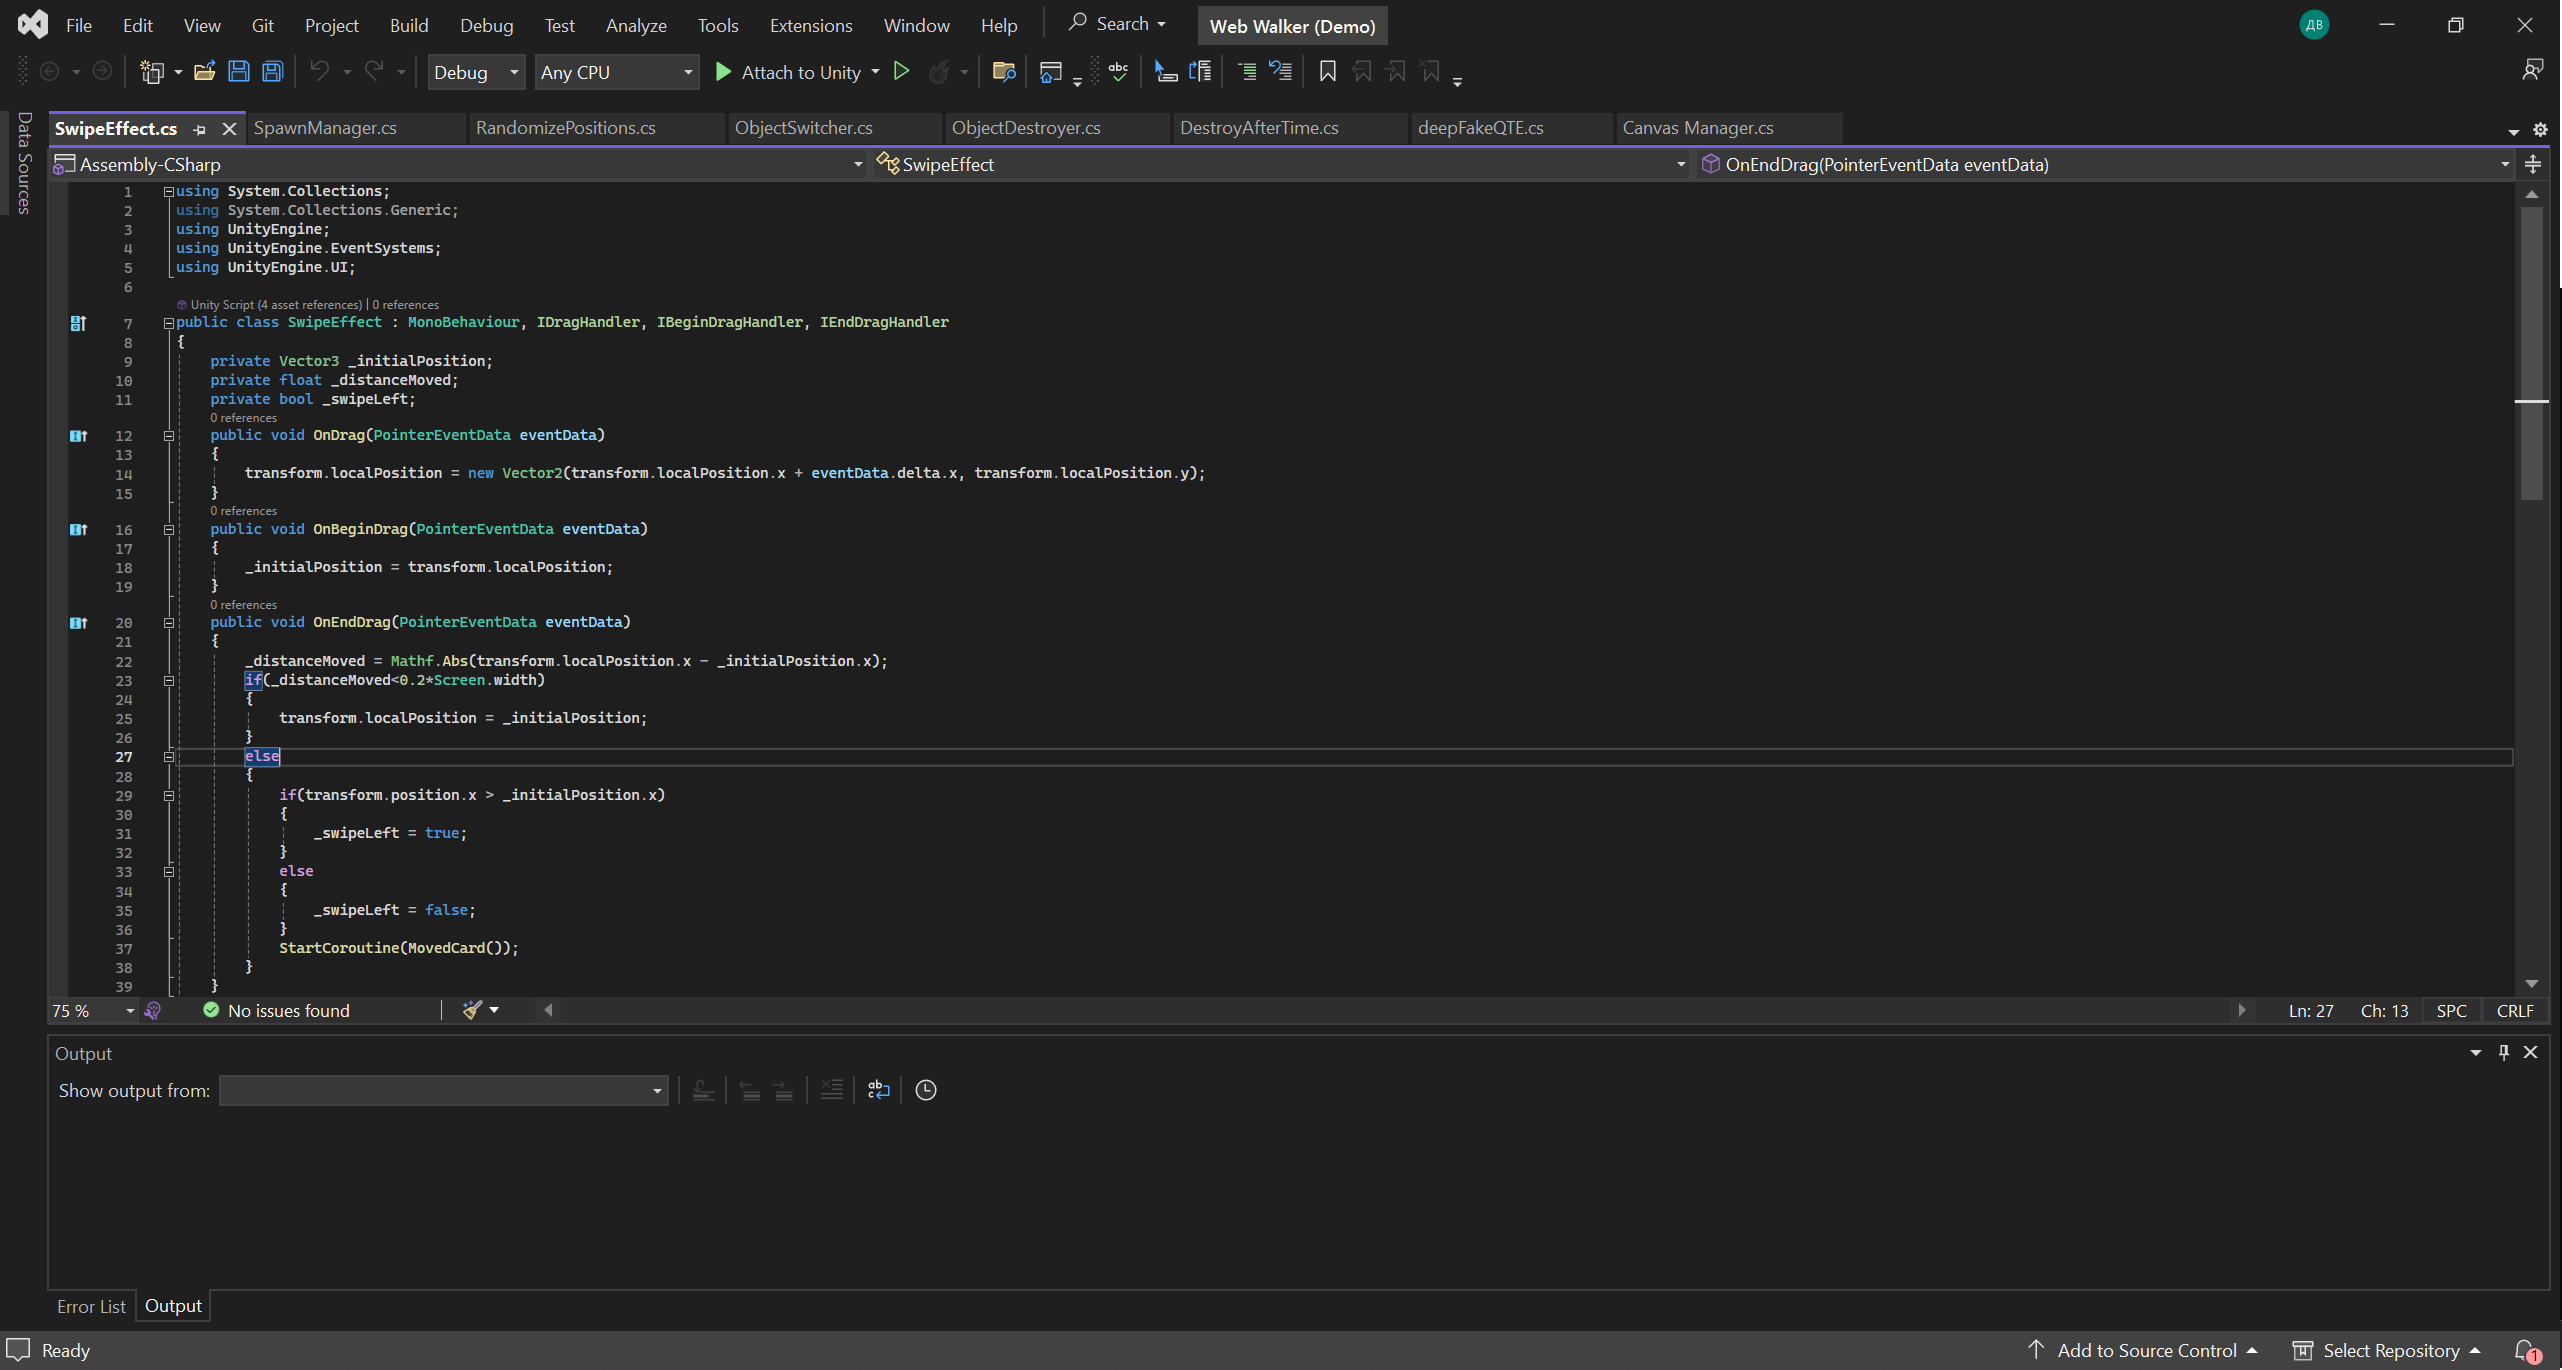 File Edit View Git Project Build Debug Test Analyze Tools Extensions Window Help Search Web Walker (Demo) ДВ
Debug Any CPU Attach to Unity
Data Sources
SwipeEffect.cs SpawnManager.cs RandomizePositions.cs ObjectSwitcher.cs ObjectDestroyer.cs DestroyAfterTime.cs deepFakeQTE.cs Canvas Manager.cs
Assembly-CSharp SwipeEffect OnEndDrag(PointerEventData eventData)
1 using System.Collections;
2 using System.Collections.Generic;
3 using UnityEngine;
4 using UnityEngine.EventSystems;
5 using UnityEngine.UI;
6
Unity Script (4 asset references) | 0 references
7 public class SwipeEffect : MonoBehaviour, IDragHandler, IBeginDragHandler, IEndDragHandler
8 {
9 private Vector3 _initialPosition;
10 private float _distanceMoved;
11 private bool _swipeLeft;
0 references
12 public void OnDrag(PointerEventData eventData)
13 {
14 transform.localPosition = new Vector2(transform.localPosition.x + eventData.delta.x, transform.localPosition.y);
15 }
0 references
16 public void OnBeginDrag(PointerEventData eventData)
17 {
18 _initialPosition = transform.localPosition;
19 }
0 references
20 public void OnEndDrag(PointerEventData eventData)
21 {
22 _distanceMoved = Mathf.Abs(transform.localPosition.x - _initialPosition.x);
23 if(_distanceMoved<0.2*Screen.width)
24 {
25 transform.localPosition = _initialPosition;
26 }
27 else
28 {
29 if(transform.position.x > _initialPosition.x)
30 {
31 _swipeLeft = true;
32 }
33 else
34 {
35 _swipeLeft = false;
36 }
37 StartCoroutine(MovedCard());
38 }
39 }
75 % No issues found Ln: 27 Ch: 13 SPC CRLF
Output
Show output from:
Error List Output
Ready Add to Source Control Select Repository 1